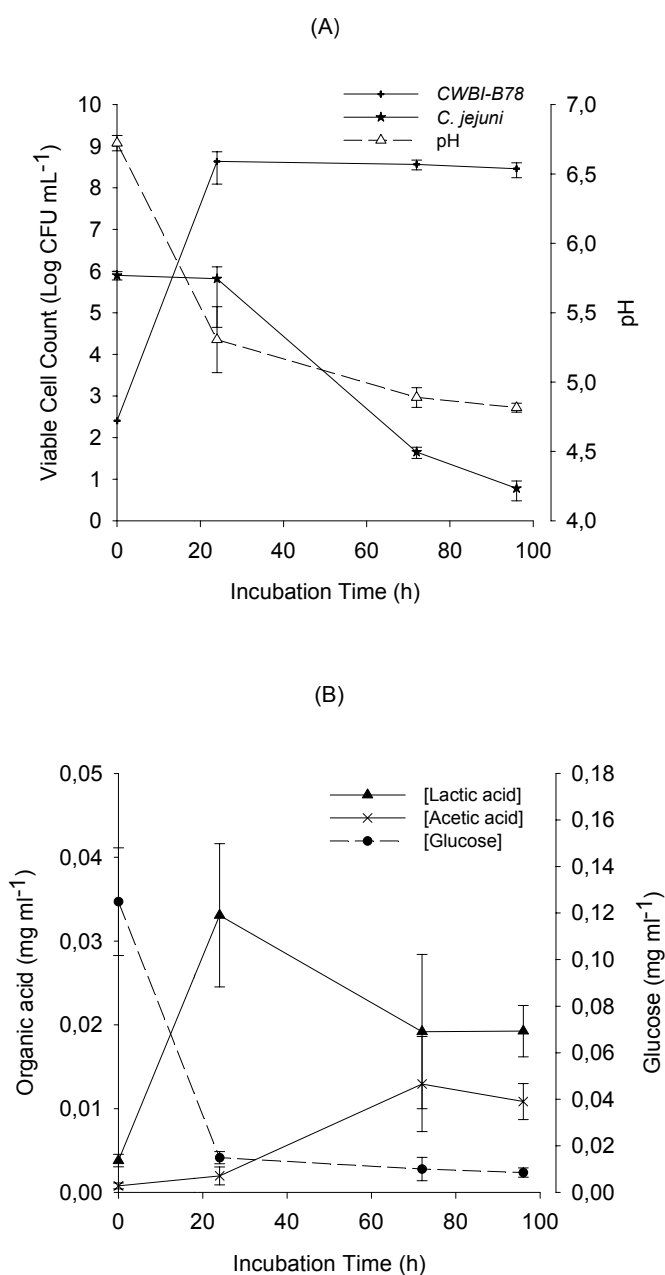 (A)
CWBI-B78
C. jejuni
pH
Viable Cell Count (Log CFU mL-1)
10
9
8
7
6
5
4
3
2
1
0
7,0
6,5
6,0
5,5
5,0
4,5
4,0
pH
0 20 40 60 80 100
Incubation Time (h)
(B)
[Lactic acid]
[Acetic acid]
[Glucose]
Organic acid (mg ml-1)
0,05
0,04
0,03
0,02
0,01
0,00
0,18
0,16
0,14
0,12
0,10
0,08
0,06
0,04
0,02
0,00
Glucose (mg ml-1)
0 20 40 60 80 100
Incubation Time (h)